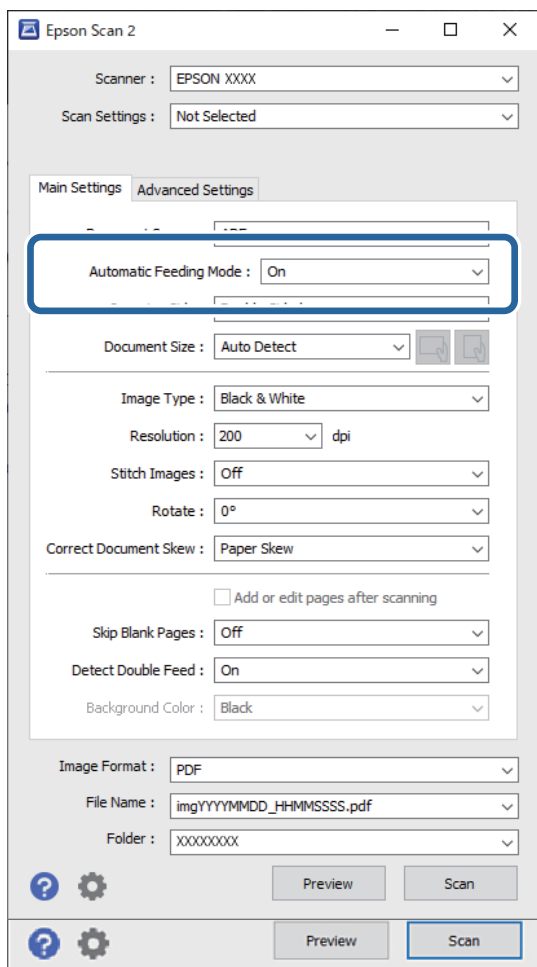 Epson Scan 2
Scanner : EPSON XXXX
Scan Settings : Not Selected
Main Settings Advanced Settings
Automatic Feeding Mode : On
Document Size : Auto Detect
Image Type : Black & White
Resolution : 200 dpi
Stitch Images : Off
Rotate : 0°
Correct Document Skew : Paper Skew
Add or edit pages after scanning
Skip Blank Pages : Off
Detect Double Feed : On
Background Color : Black
Image Format : PDF
File Name : imgYYYYMMDD_HHMMSSSS.pdf
Folder : XXXXXXXX
Preview Scan
Preview Scan